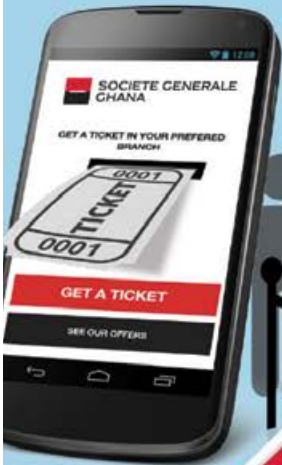 12:08
SOCIETE GENERALE
GHANA
GET A TICKET IN YOUR PREFERED
BRANCH
0001
TICKET
0001
GET A TICKET
SEE OUR OFFERS